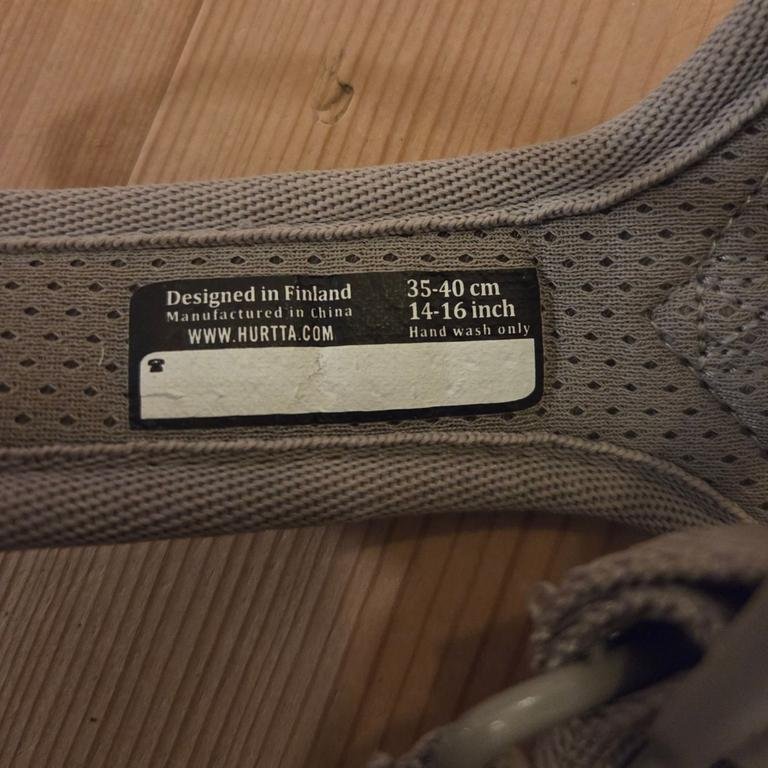 Designed in Finland
Manufactured in China
WWW.HURTTA.COM
35-40 cm
14-16 inch
Hand wash only